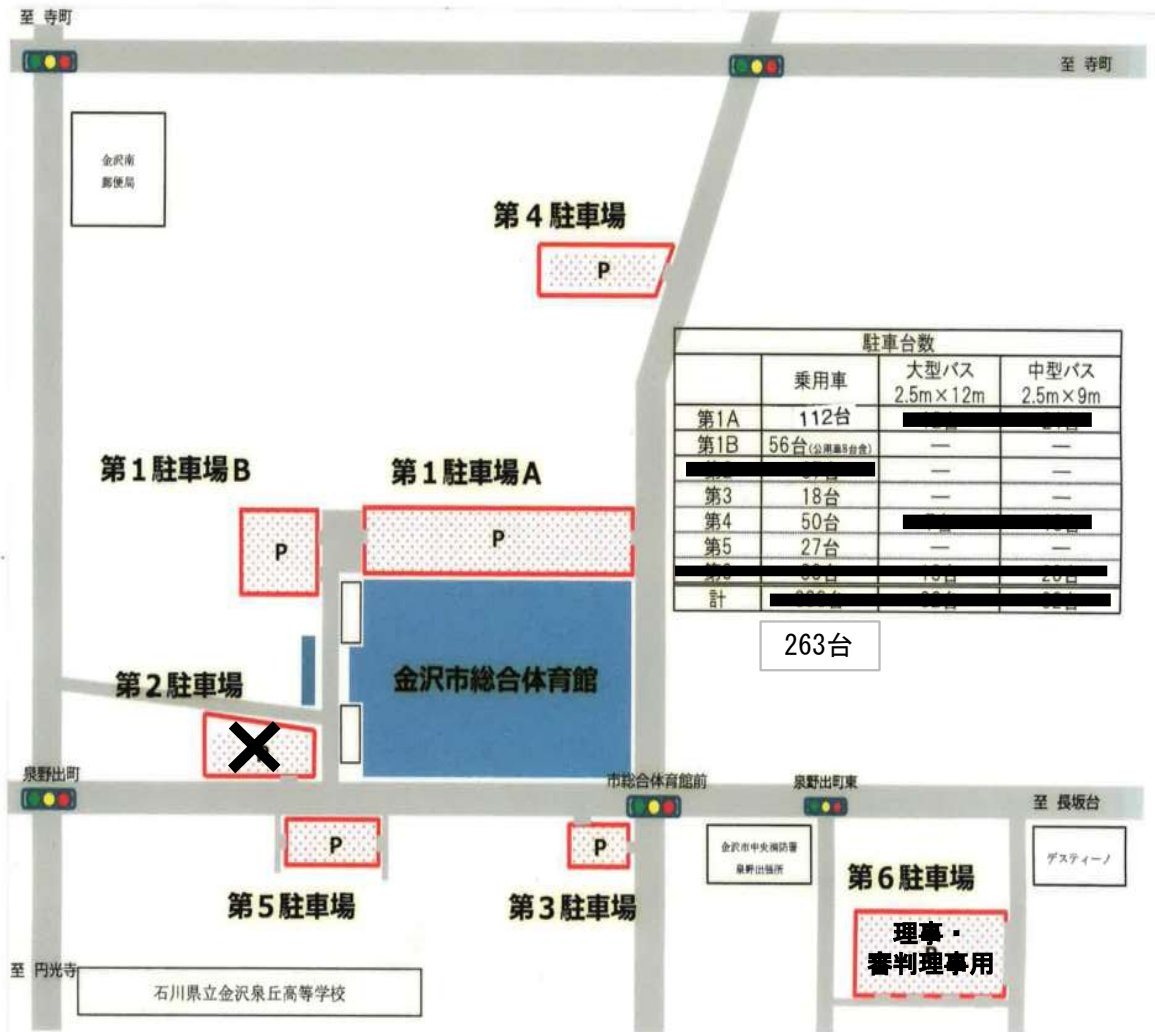 至 寺町
至 寺町
金沢南
郵便局
第4駐車場
P
駐車台数
乗用車
大型バス
2.5m×12m
中型バス
2.5m×9m
第1A 112台
第1B 56台(公用車8台含) — —
— —
第3 18台 — —
第4 50台
第5 27台 — —
計
263台
第1駐車場B
第1駐車場A
P
P
金沢市総合体育館
第2駐車場
泉野出町
市総合体育館前
泉野出町東
至 長坂台
P
P
金沢市中央消防署
泉野出張所
デスティーノ
第5駐車場
第3駐車場
第6駐車場
理事・
審判理事用
至 円光寺
石川県立金沢泉丘高等学校